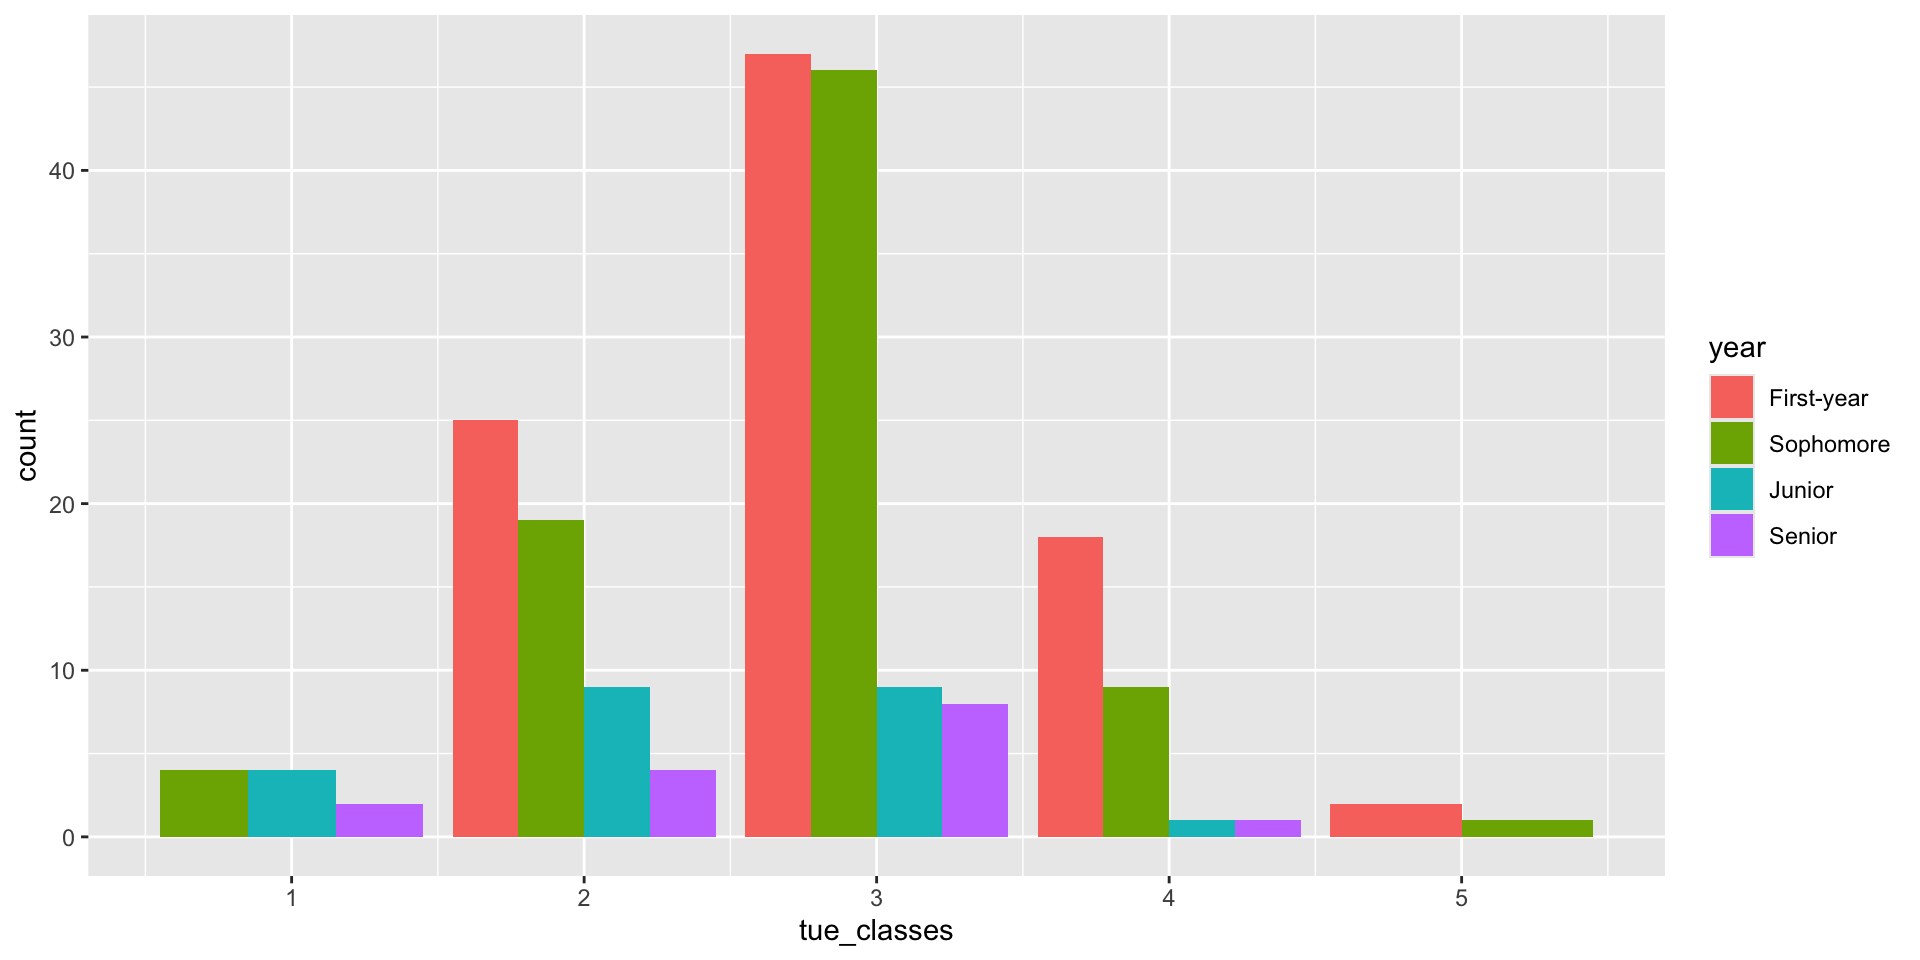 40
30
20
10
0
count
1 2 3 4 5
tue_classes
year
First-year
Sophomore
Junior
Senior